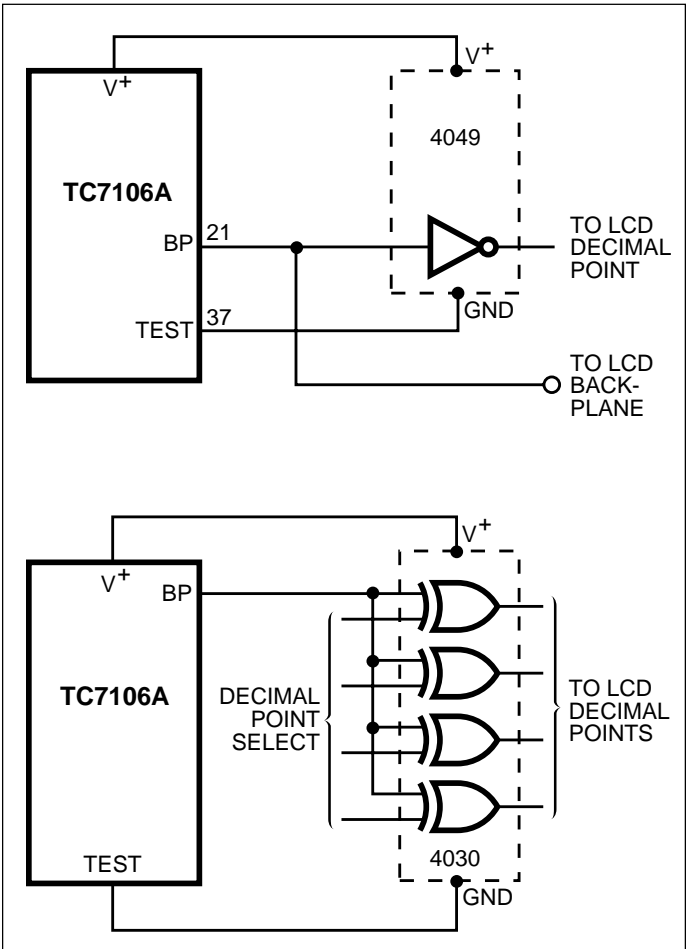 V+
V+
4049
TC7106A
BP
21
TO LCD
DECIMAL
POINT
TEST
37
GND
TO LCD
BACK-
PLANE
V+
V+
BP
TC7106A
DECIMAL
POINT
SELECT
TO LCD
DECIMAL
POINTS
TEST
4030
GND